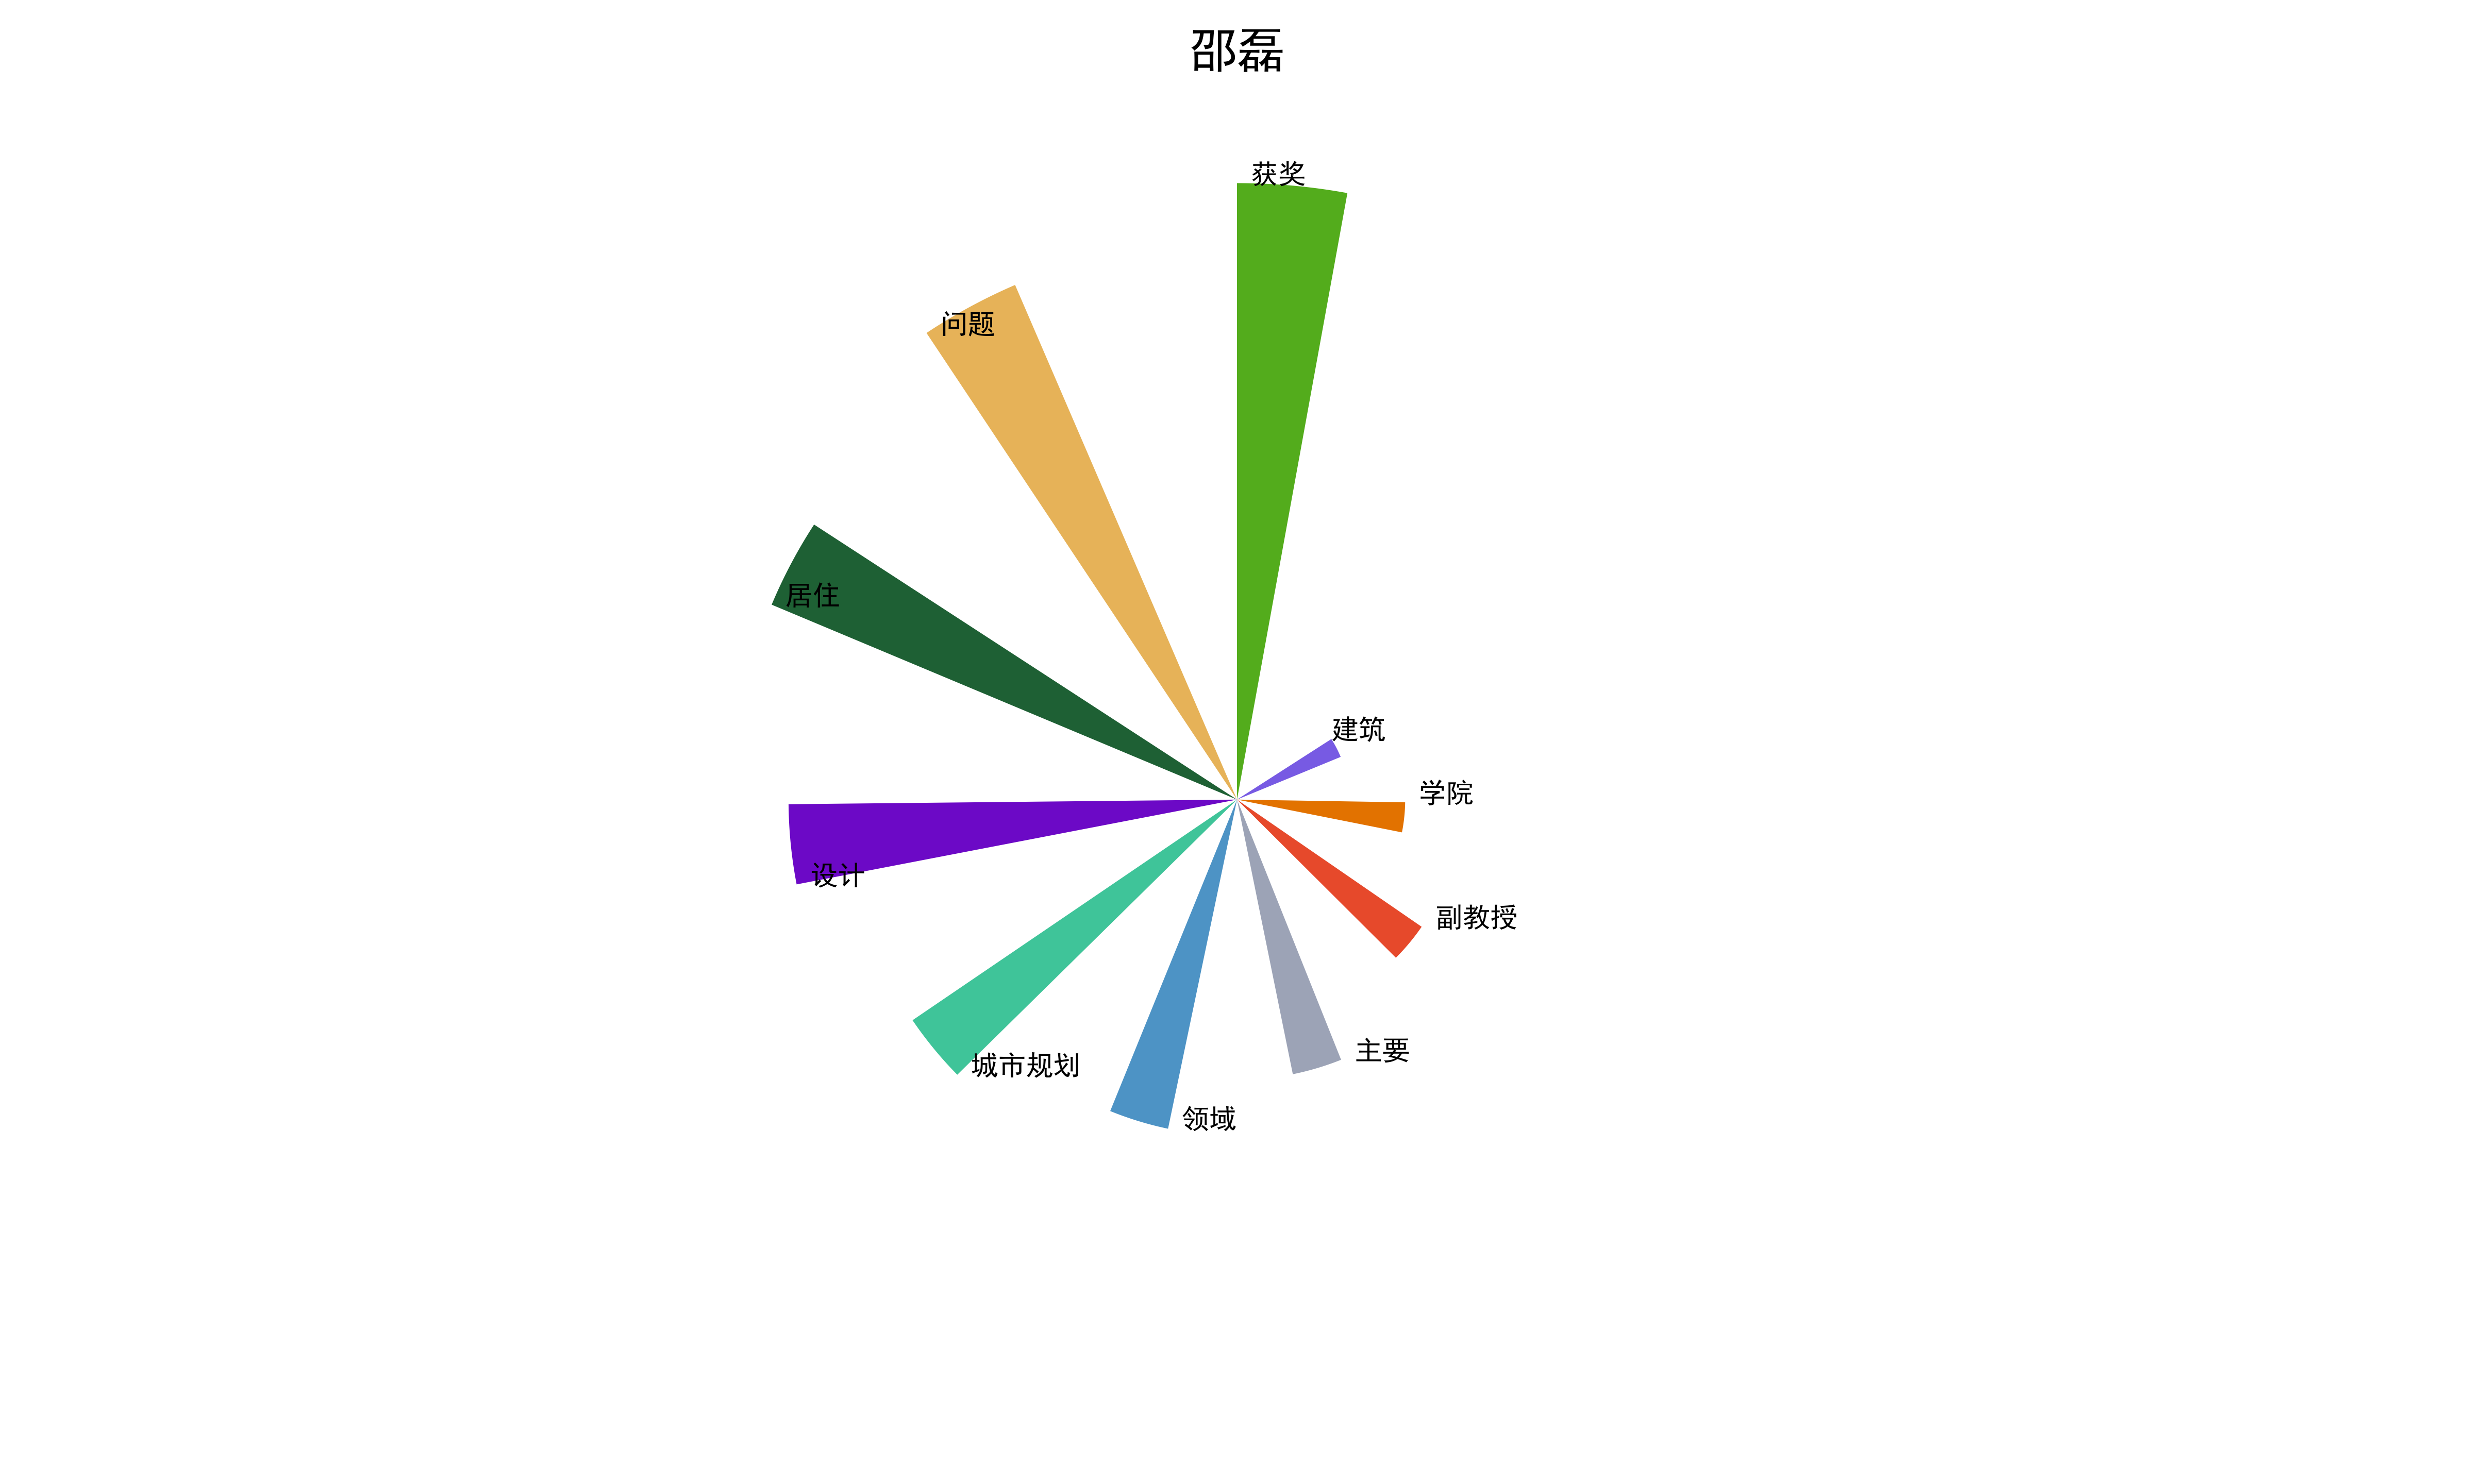 邵磊
获奖
问题
居住
建筑
学院
设计
副教授
主要
城市规划
领域